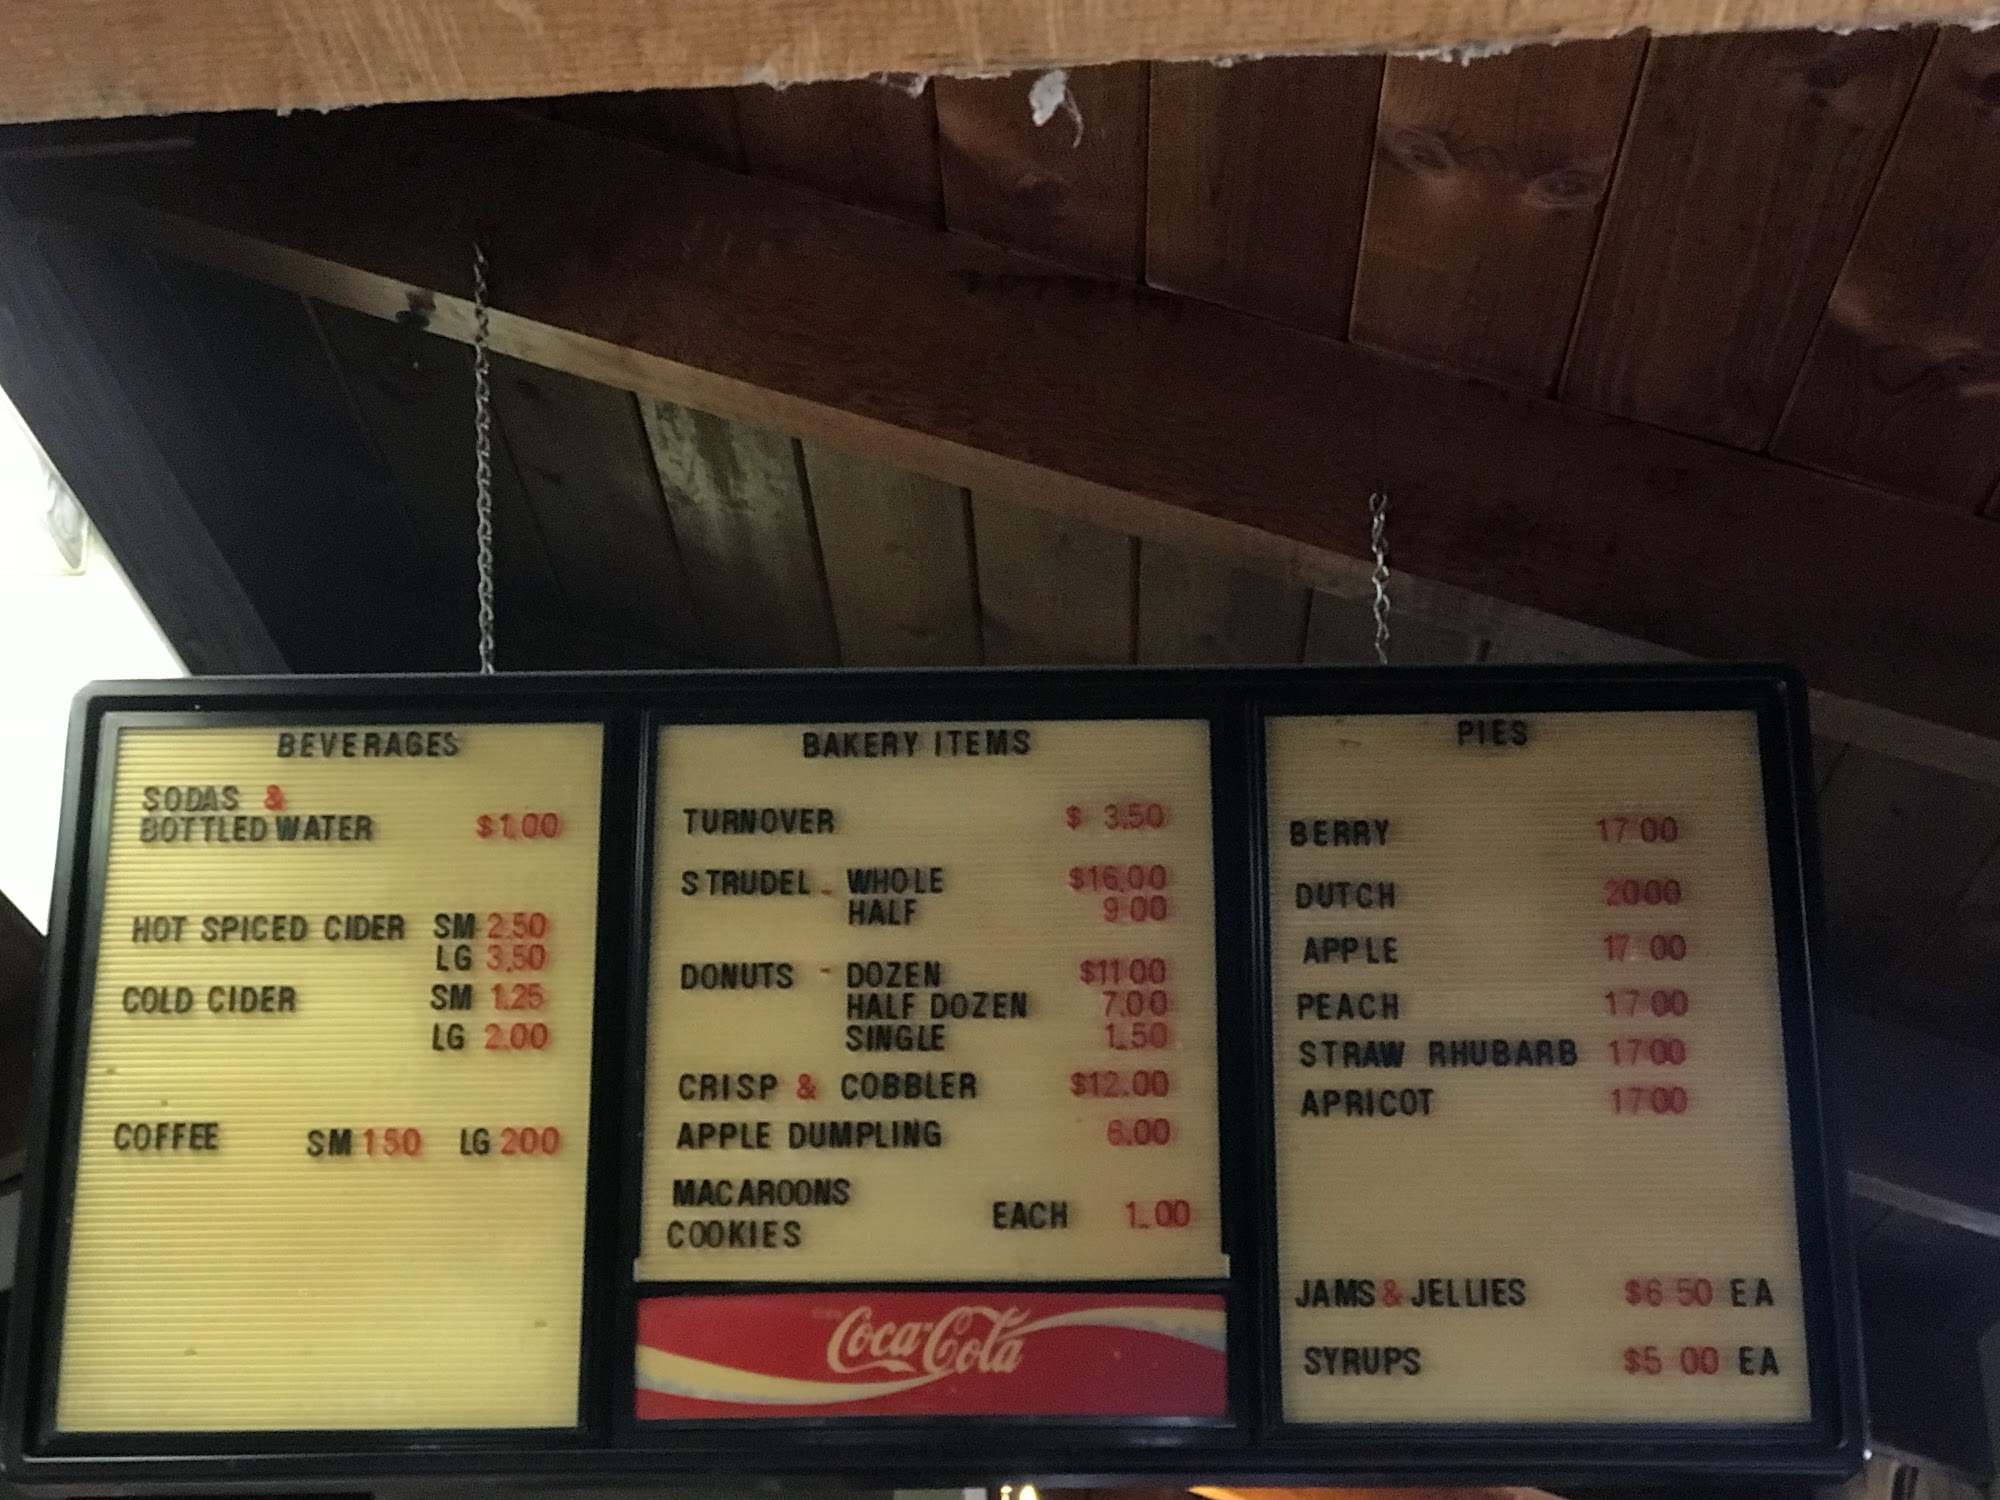 BEVERAGES
SODAS &
BOTTLED WATER $1.00
HOT SPICED CIDER SM 2.50
LG 3.50
COLD CIDER SM 1.25
LG 2.00
COFFEE SM 1 50 LG 200
BAKERY ITEMS
TURNOVER $ 3.50
STRUDEL - WHOLE $16.00
HALF 9.00
DONUTS - DOZEN $11 00
HALF DOZEN 7.00
SINGLE 1.50
CRISP & COBBLER $12.00
APPLE DUMPLING 6.00
MACAROONS
COOKIES EACH 1.00
Coca-Cola
PIES
BERRY 17 00
DUTCH 2000
APPLE 17 00
PEACH 17 00
STRAW RHUBARB 17 00
APRICOT 17 00
JAMS & JELLIES $6 50 EA
SYRUPS $5 00 EA